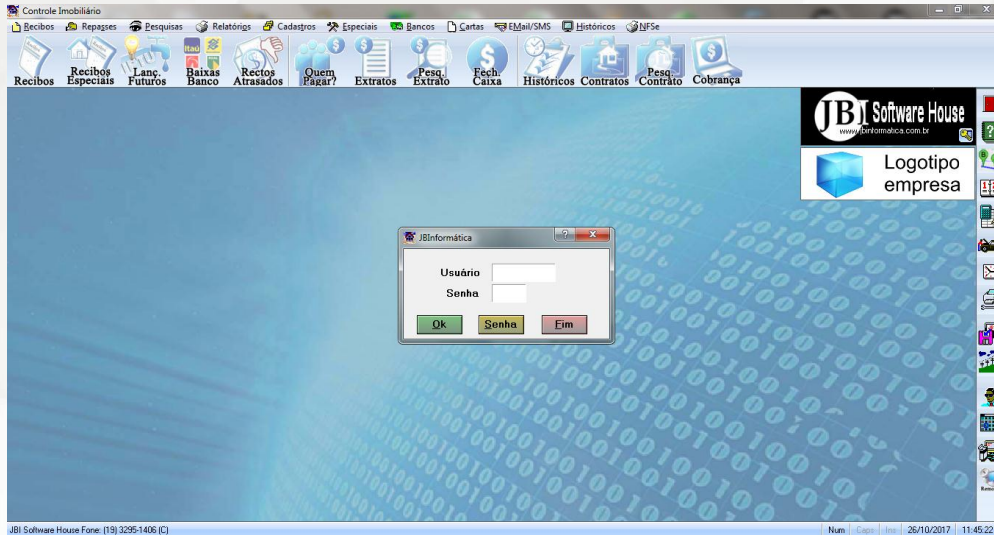 Controle Imobiliário
Recibos Repasses Pesquisas Relatórios Cadastros Especiais Bancos Cartas EMail/SMS Históricos NFSe
Itaú
Recibos Recibos Especiais Lanç. Futuros Baixas Banco Rectos Atrasados Quem Pagar? Extratos Pesq. Extrato Fech. Caixa Históricos Contratos Pesq. Contrato Cobrança
JBI Software House
www.jbinformatica.com.br
Logotipo
empresa
JBInformática
Usuário
Senha
Ok Senha Fim
JBI Software House Fone: (19) 3295-1406 (C) Num Caps Ins 26/10/2017 11:45:22